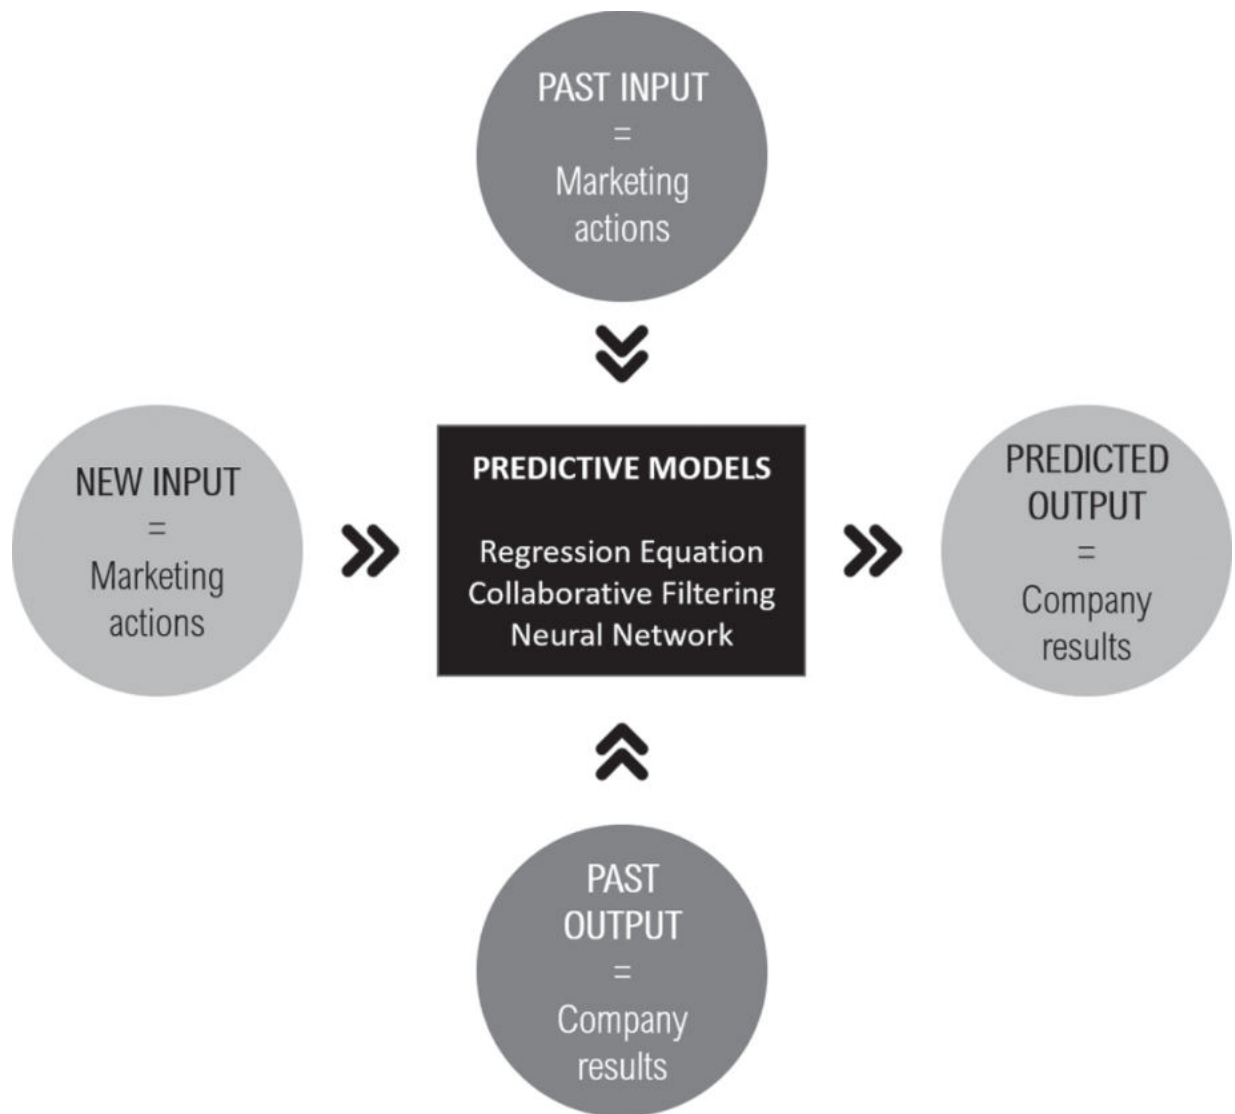 PAST INPUT
=
Marketing
actions
NEW INPUT
=
Marketing
actions
PREDICTIVE MODELS
Regression Equation
Collaborative Filtering
Neural Network
PREDICTED
OUTPUT
=
Company
results
PAST
OUTPUT
=
Company
results